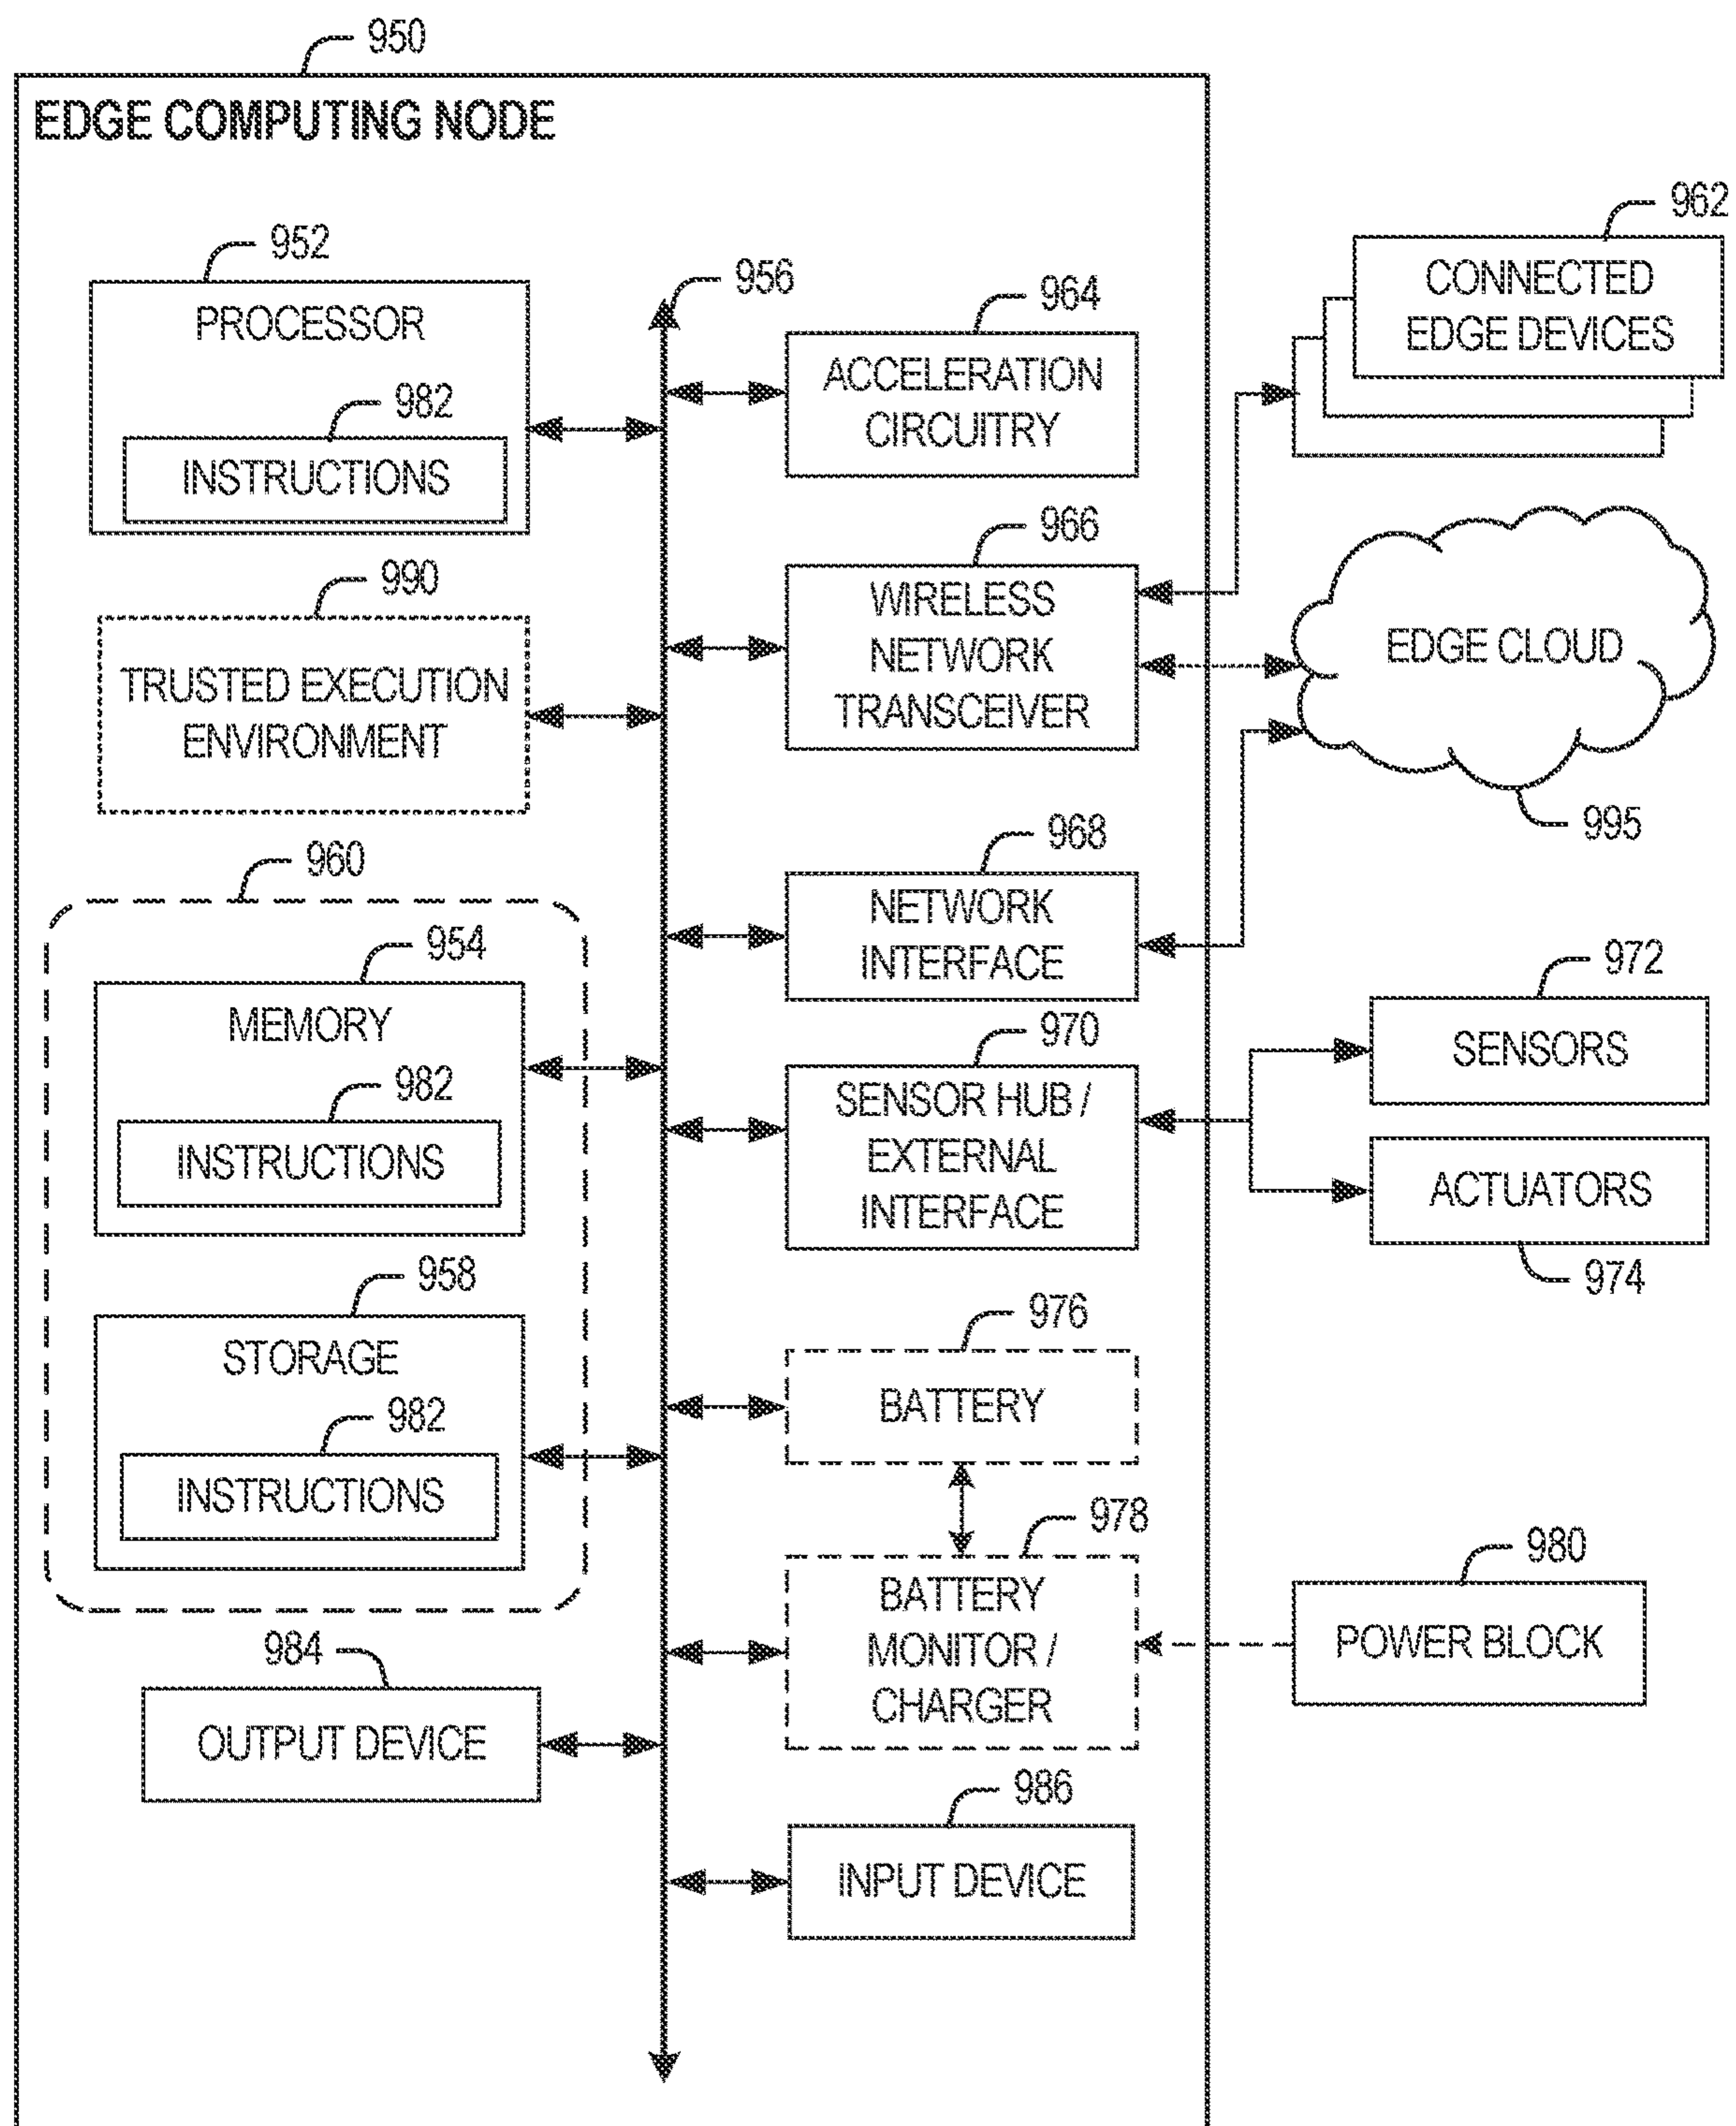 950
EDGE COMPUTING NODE
952
PROCESSOR
982
INSTRUCTIONS
990
TRUSTED EXECUTION
ENVIRONMENT
960
954
MEMORY
982
INSTRUCTIONS
958
STORAGE
982
INSTRUCTIONS
984
OUTPUT DEVICE
956
964
ACCELERATION
CIRCUITRY
966
WIRELESS
NETWORK
TRANSCEIVER
968
NETWORK
INTERFACE
970
SENSOR HUB /
EXTERNAL
INTERFACE
976
BATTERY
978
BATTERY
MONITOR /
CHARGER
986
INPUT DEVICE
962
CONNECTED
EDGE DEVICES
EDGE CLOUD
995
972
SENSORS
ACTUATORS
974
980
POWER BLOCK